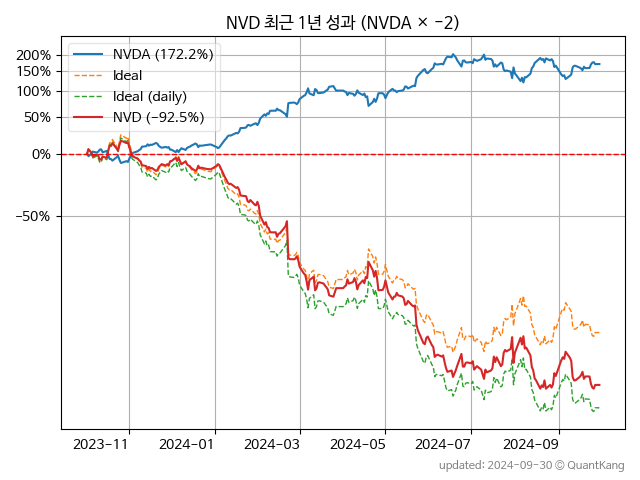 NVD 최근 1년 성과 (NVDA × −2)
NVDA (172.2%)
Ideal
Ideal (daily)
NVD (−92.5%)
200%
150%
100%
50%
0%
−50%
2023-11
2024-01
2024-03
2024-05
2024-07
2024-09
updated: 2024-09-30 © QuantKang